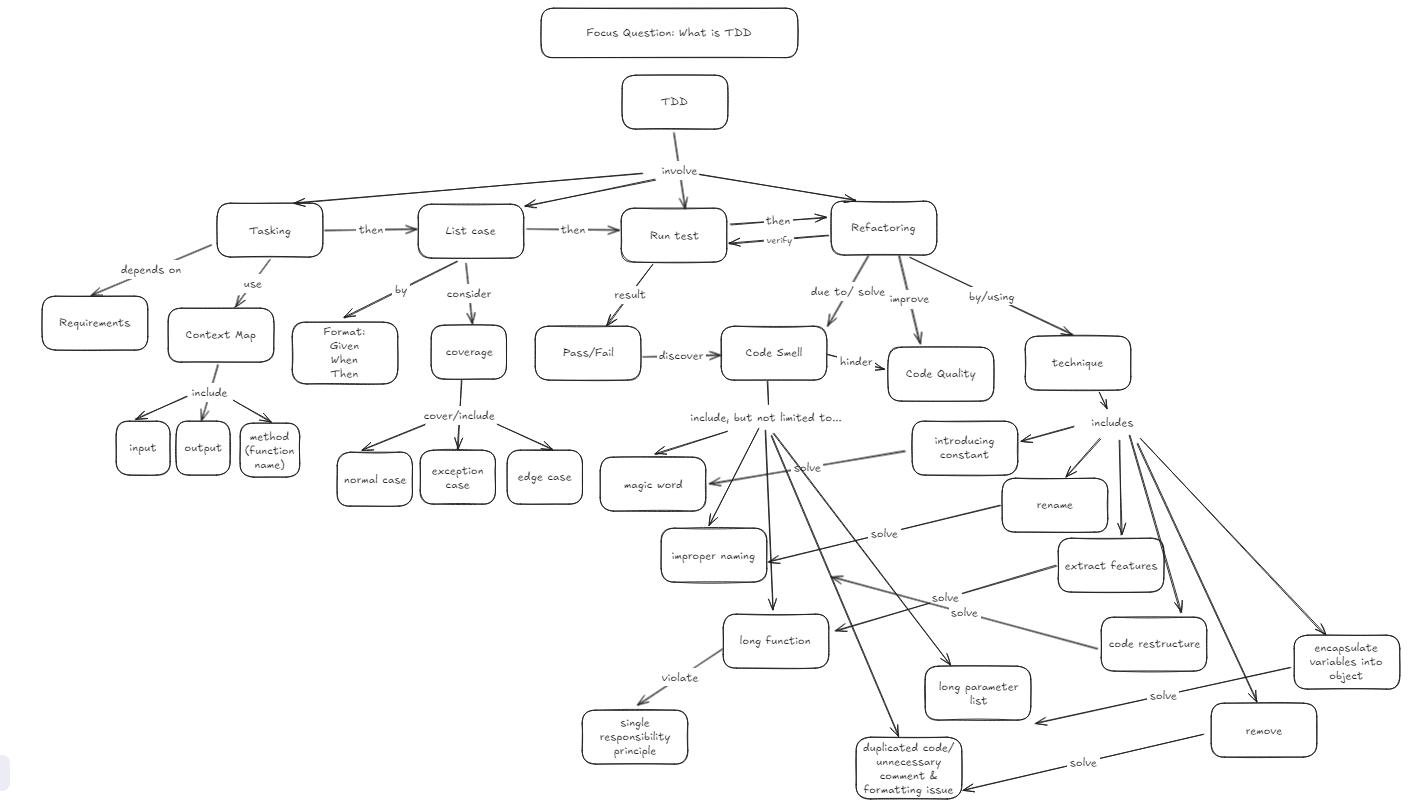 Focus Question: What is TDD
TDD
involve
Tasking
then
List case
then
Run test
then
verify
Refactoring
depends on
use
by
consider
result
due to/ solve
improve
by/using
Requirements
Context Map
Format:
Given
When
Then
coverage
Pass/Fail
discover
Code Smell
hinder
Code Quality
technique
include
cover/include
include, but not limited to...
includes
input
output
method
(function
name)
normal case
exception
case
edge case
magic word
solve
introducing
constant
rename
improper naming
solve
extract features
solve
solve
long function
code restructure
encapsulate
variables into
object
violate
long parameter
list
solve
single
responsibility
principle
remove
duplicated code/
unnecessary
comment &
formatting issue
solve